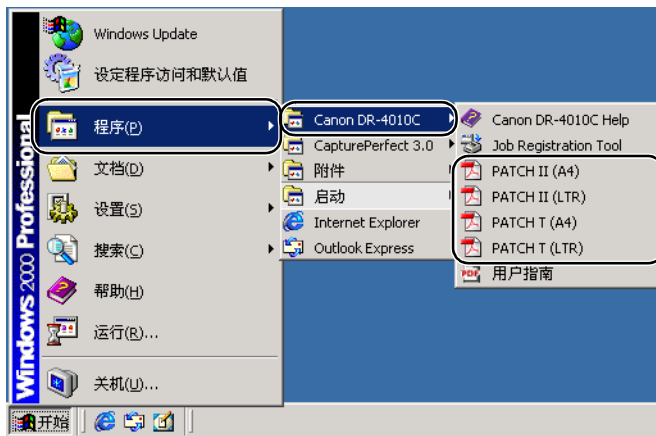 Windows Update
设定程序访问和默认值
程序(P)
文档(D)
设置(S)
搜索(C)
帮助(H)
运行(R)...
关机(U)...
Windows 2000 Professional
Canon DR-4010C
CapturePerfect 3.0
附件
启动
Internet Explorer
Outlook Express
Canon DR-4010C Help
Job Registration Tool
PATCH II (A4)
PATCH II (LTR)
PATCH T (A4)
PATCH T (LTR)
PDF
用户指南
开始